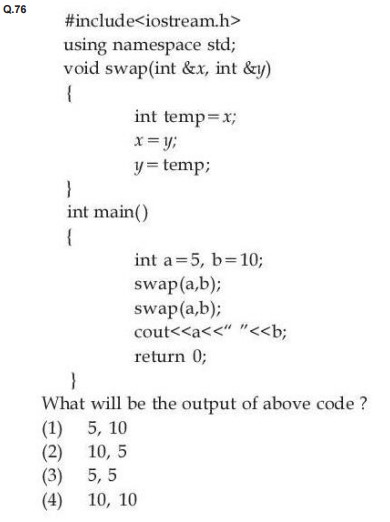 Q.76
#include<iostream.h>
using namespace std;
void swap(int &x, int &y)
{
int temp=x;
x=y;
y=temp;
}
int main()
{
int a=5, b=10;
swap(a,b);
swap(a,b);
cout<<a<<“ ”<<b;
return 0;
}
What will be the output of above code ?
(1) 5, 10
(2) 10, 5
(3) 5, 5
(4) 10, 10